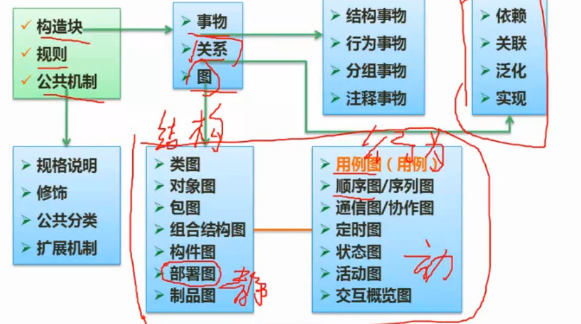 构造块
规则
公共机制
事物
关系
图
结构事物
行为事物
分组事物
注释事物
依赖
关联
泛化
实现
规格说明
修饰
公共分类
扩展机制
结构
类图
对象图
包图
组合结构图
构件图
部署图
制品图
静
行为
用例图（用例）
顺序图/序列图
通信图/协作图
定时图
状态图
活动图
交互概览图
动